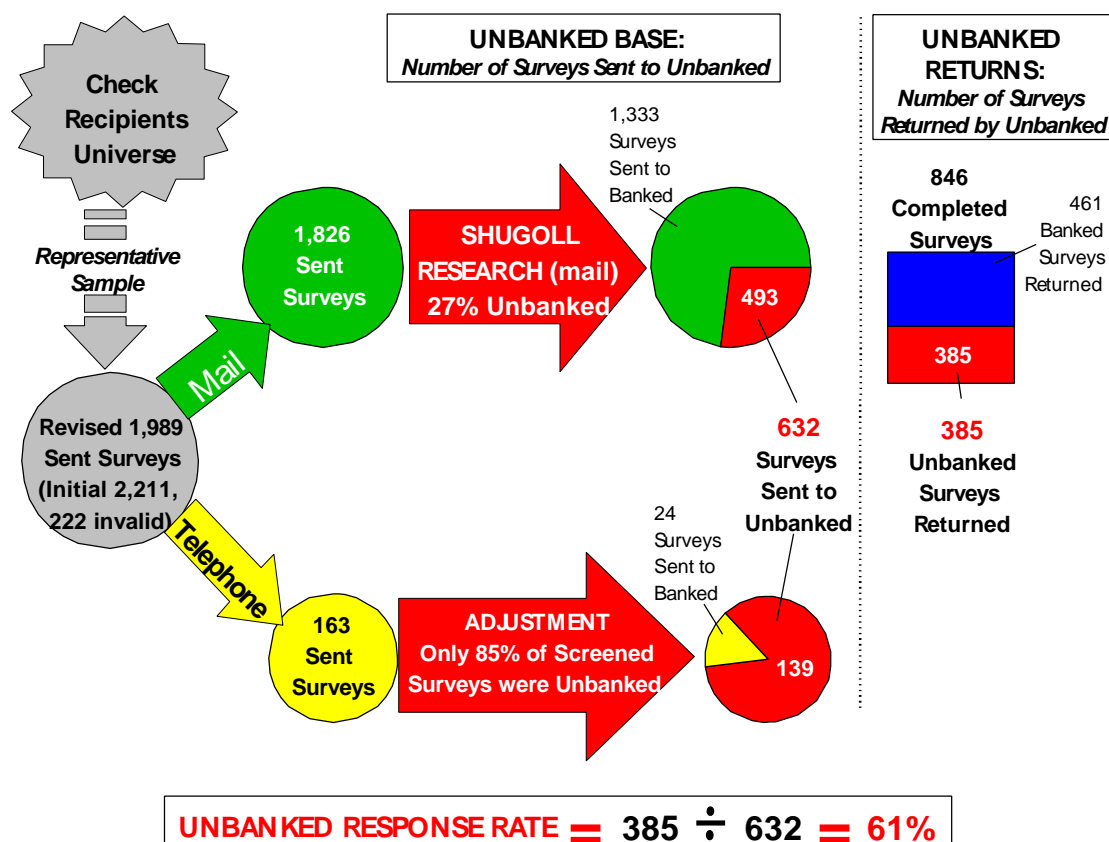 UNBANKED BASE:
Number of Surveys Sent to Unbanked
UNBANKED
RETURNS:
Number of Surveys
Returned by Unbanked
Check
Recipients
Universe
Representative
Sample
Revised 1,989
Sent Surveys
(Initial 2,211,
222 invalid)
Mail
1,826
Sent
Surveys
SHUGOLL
RESEARCH (mail)
27% Unbanked
1,333
Surveys
Sent to
Banked
493
632
Surveys
Sent to
Unbanked
Telephone
163
Sent
Surveys
ADJUSTMENT
Only 85% of Screened
Surveys were Unbanked
24
Surveys
Sent to
Banked
139
846
Completed
Surveys
461
Banked
Surveys
Returned
385
385
Unbanked
Surveys
Returned
UNBANKED RESPONSE RATE = 385 ÷ 632 = 61%